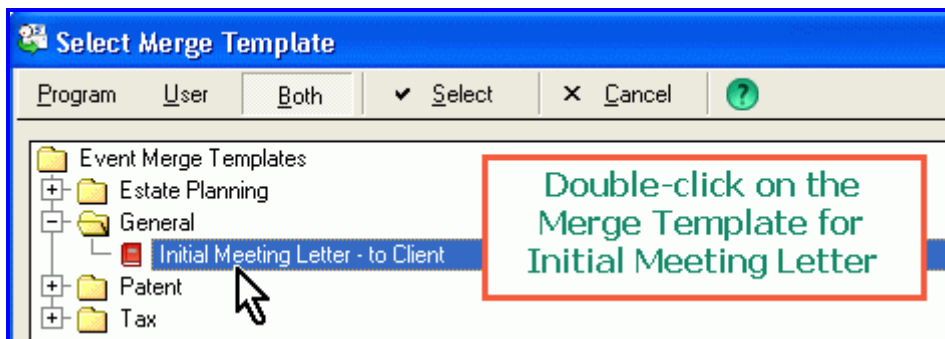 Select Merge Template
Program User Both ✔ Select ✕ Cancel ?
Event Merge Templates
Estate Planning
General
Initial Meeting Letter - to Client
Patent
Tax
Double-click on the
Merge Template for
Initial Meeting Letter